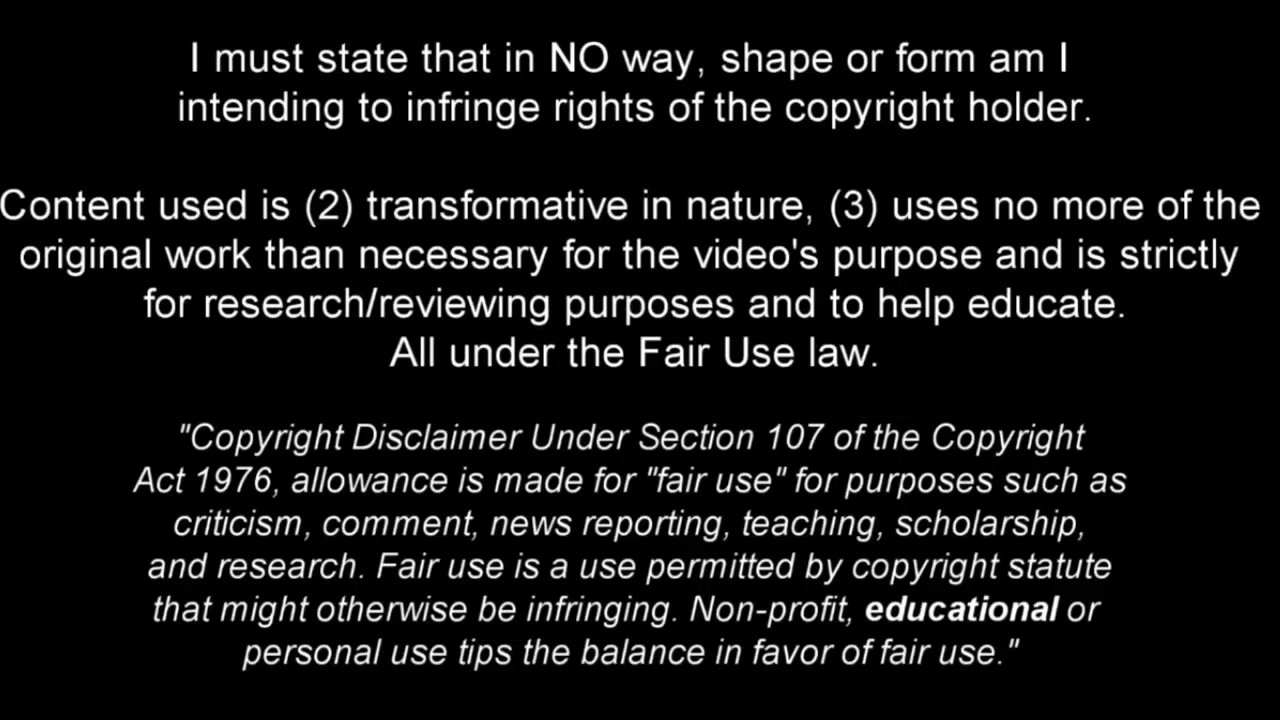 I must state that in NO way, shape or form am I
intending to infringe rights of the copyright holder.
Content used is (2) transformative in nature, (3) uses no more of the
original work than necessary for the video's purpose and is strictly
for research/reviewing purposes and to help educate.
All under the Fair Use law.
"Copyright Disclaimer Under Section 107 of the Copyright
Act 1976, allowance is made for "fair use" for purposes such as
criticism, comment, news reporting, teaching, scholarship,
and research. Fair use is a use permitted by copyright statute
that might otherwise be infringing. Non-profit, educational or
personal use tips the balance in favor of fair use."